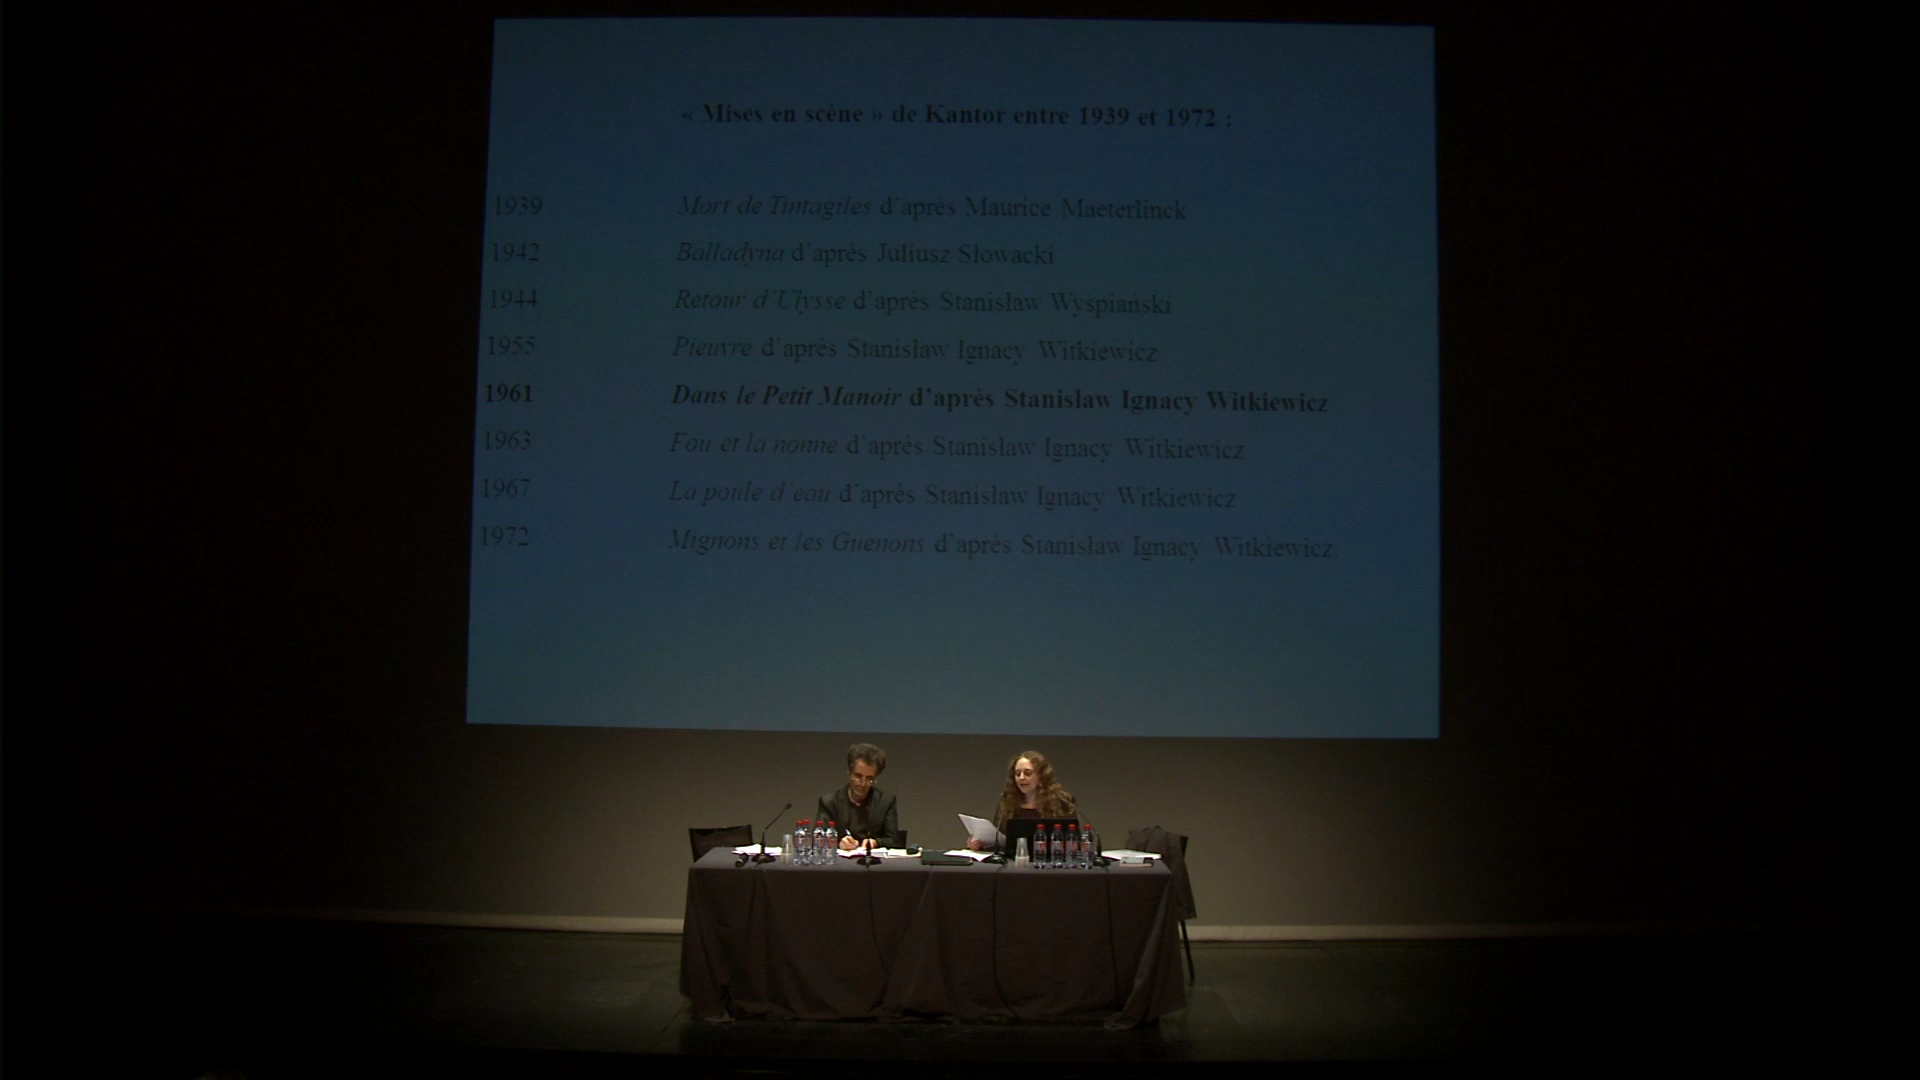 « Mises en scène » de Kantor entre 1939 et 1972 :
1939 Mort de Tintagiles d'après Maurice Maeterlinck
1942 Balladyna d'après Juliusz Słowacki
1944 Retour d'Ulysse d'après Stanisław Wyspiański
1955 Pieuvre d'après Stanisław Ignacy Witkiewicz
1961 Dans le Petit Manoir d'après Stanislaw Ignacy Witkiewicz
1963 Fou et la nonne d'après Stanisław Ignacy Witkiewicz
1967 La poule d'eau d'après Stanisław Ignacy Witkiewicz
1972 Mignons et les Guenons d'après Stanisław Ignacy Witkiewicz.